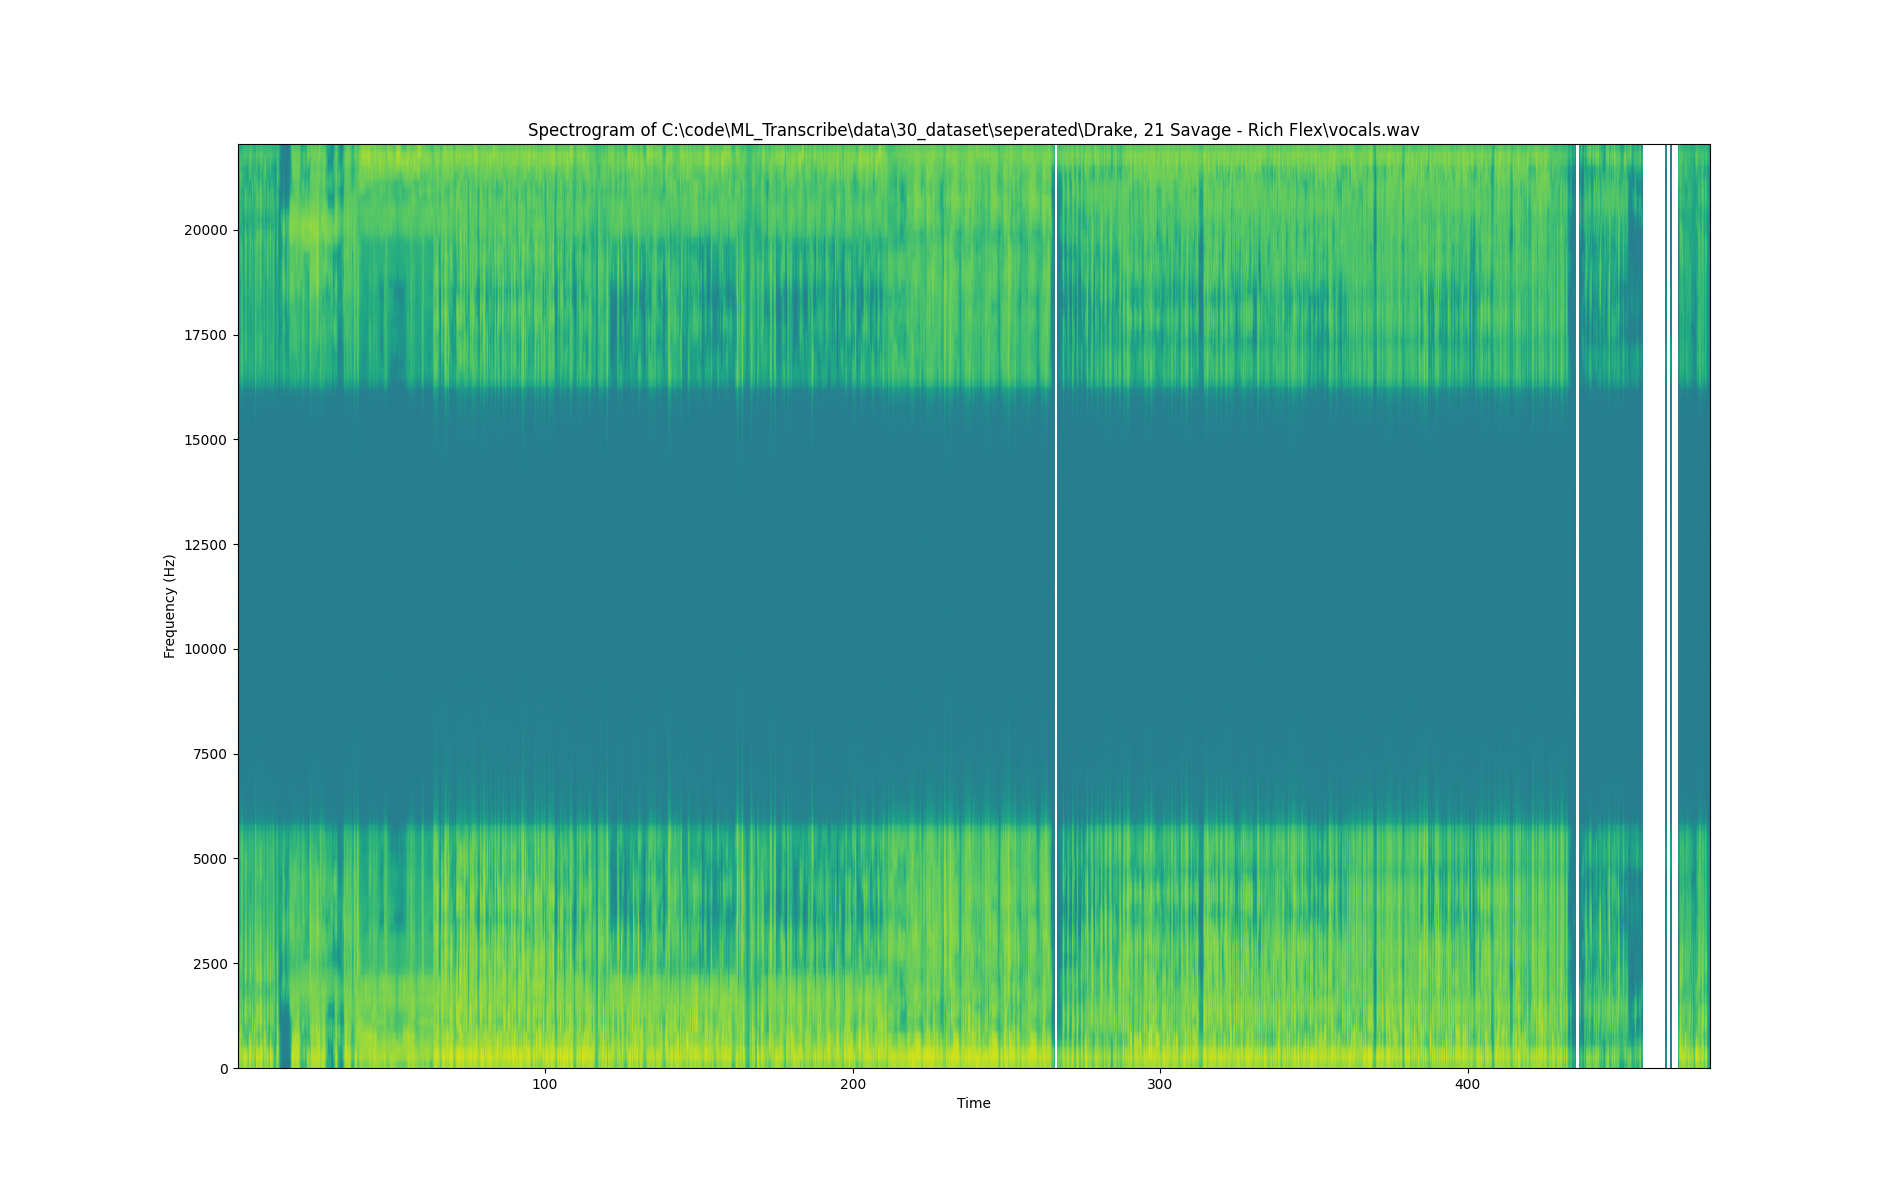 Spectrogram of C:\code\ML_Transcribe\data\30_dataset\seperated\Drake, 21 Savage - Rich Flex\vocals.wav
20000
17500
15000
12500
10000
7500
5000
2500
0
Frequency (Hz)
100 200 300 400
Time